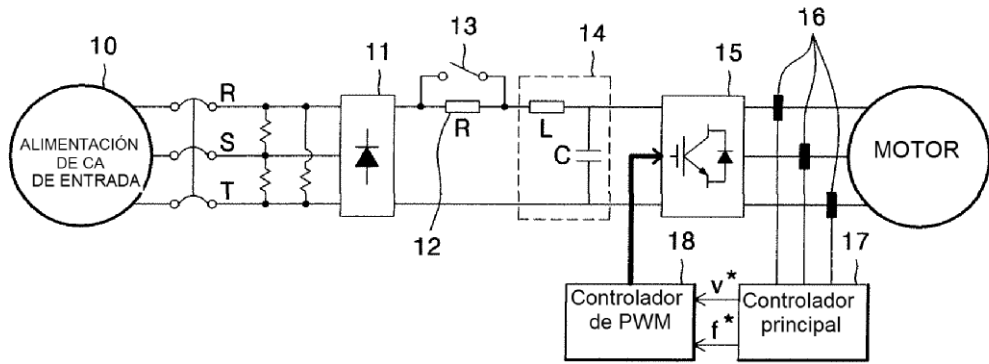 10
11
13
14
15
16
R
S
T
ALIMENTACIÓN
DE CA
DE ENTRADA
R
L
C
MOTOR
12
18
17
Controlador
de PWM
v*
f*
Controlador
principal